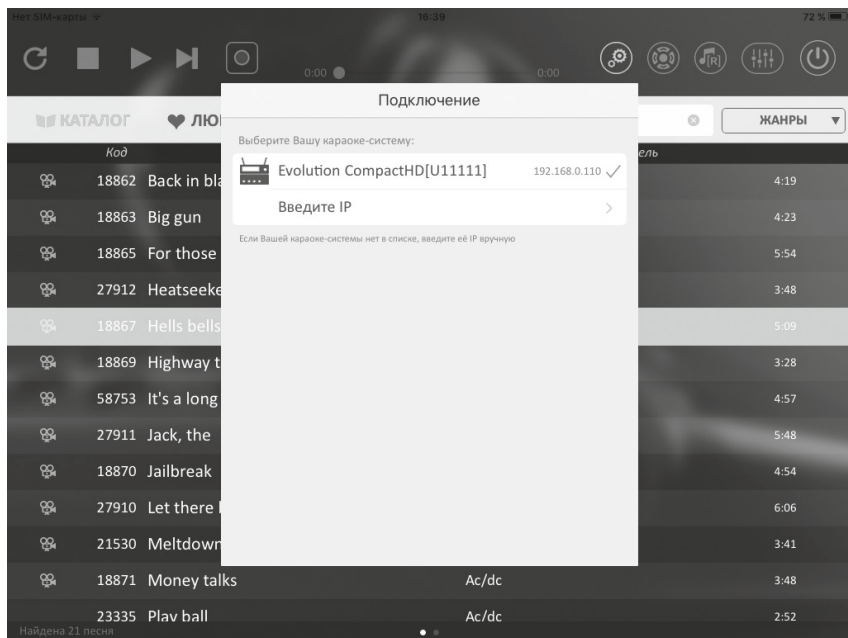 Нет SIM-карты 16:39 72 %
[R]
0:00 0:00
Подключение
КАТАЛОГ ЛЮ ЖАНРЫ
Выберите Вашу караоке-систему:
Код ель
Evolution CompactHD[U11111] 192.168.0.110
18862 Back in bla 4:19
Введите IP
18863 Big gun 4:23
Если Вашей караоке-системы нет в списке, введите её IP вручную
18865 For those 5:54
27912 Heatseeke 3:48
18867 Hells bells 5:09
18869 Highway t 3:28
58753 It's a long 4:57
27911 Jack, the 5:48
18870 Jailbreak 4:54
27910 Let there 6:06
21530 Meltdown 3:41
18871 Money talks Ac/dc 3:48
23335 Play ball Ac/dc 2:52
Найдена 21 песня